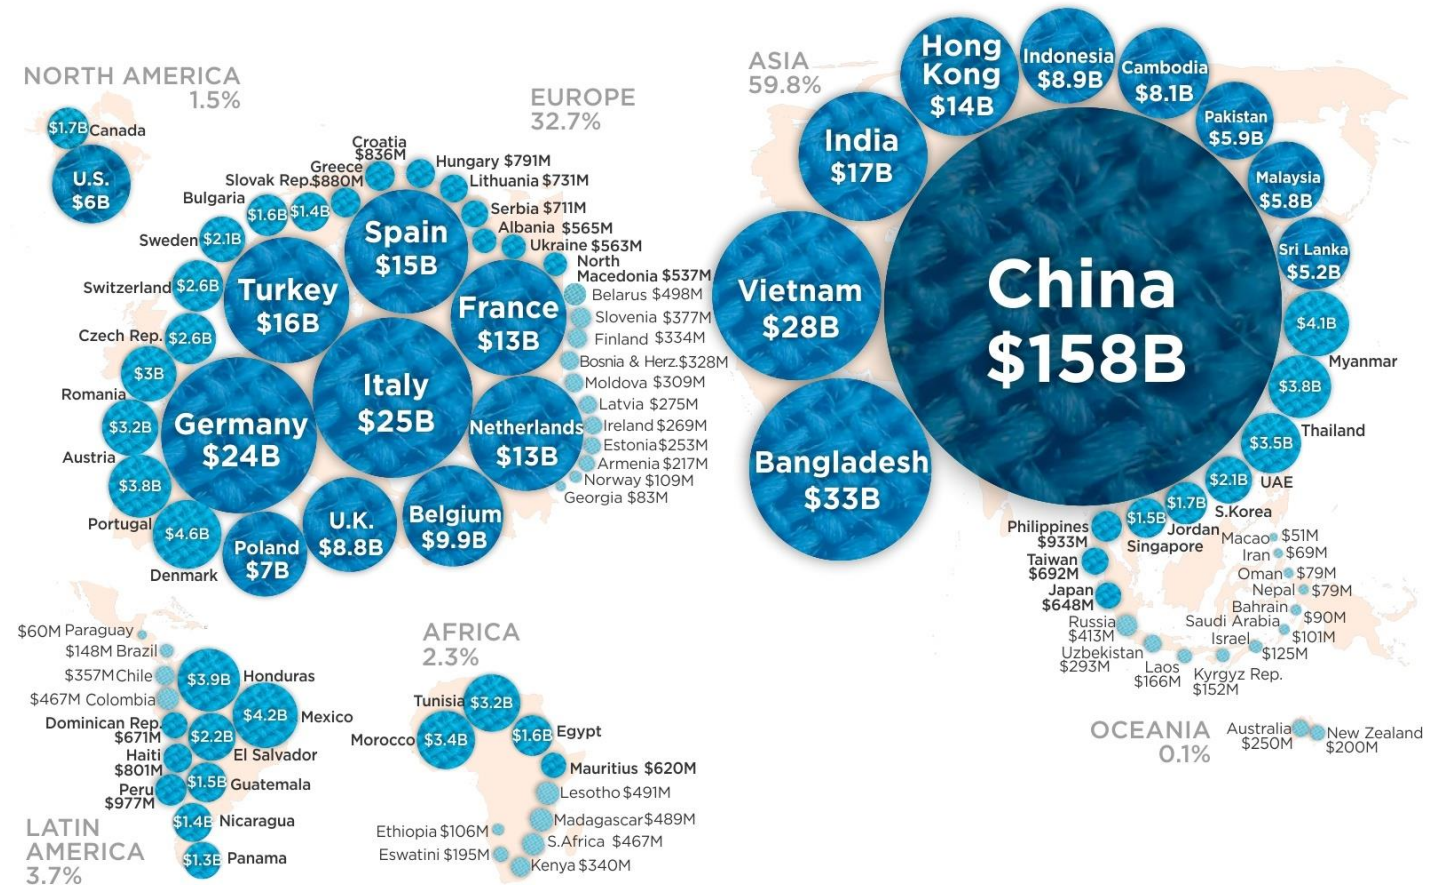 NORTH AMERICA
1.5%
$1.7B Canada
U.S.
$6B
EUROPE
32.7%
Croatia
$836M
Greece
$880M
Slovak Rep.
$1.4B
Bulgaria
$1.6B
Sweden $2.1B
Switzerland $2.6B
Czech Rep. $2.6B
$3B
Romania
$3.2B
Austria
$3.8B
Portugal
$4.6B
Denmark
Hungary $791M
Lithuania $731M
Serbia $711M
Albania $565M
Ukraine $563M
North
Macedonia $537M
Belarus $498M
Slovenia $377M
Finland $334M
Bosnia & Herz.$328M
Moldova $309M
Latvia $275M
Ireland $269M
Estonia $253M
Armenia $217M
Norway $109M
Georgia $83M
Spain
$15B
Turkey
$16B
France
$13B
Italy
$25B
Germany
$24B
Netherlands
$13B
Poland
$7B
U.K.
$8.8B
Belgium
$9.9B
ASIA
59.8%
Hong
Kong
$14B
Indonesia
$8.9B
Cambodia
$8.1B
Pakistan
$5.9B
Malaysia
$5.8B
Sri Lanka
$5.2B
$4.1B
Myanmar
$3.8B
Thailand
$3.5B
UAE
$2.1B
S.Korea
$1.7B
Jordan
$1.5B
Singapore
India
$17B
Vietnam
$28B
Bangladesh
$33B
China
$158B
Philippines
$933M
Taiwan
$692M
Japan
$648M
Russia
$413M
Uzbekistan
$293M
Laos
$166M
Kyrgyz Rep.
$152M
Israel
$125M
Saudi Arabia
$101M
Bahrain
$90M
Nepal $79M
Oman $79M
Iran $69M
Macao $51M
$60M Paraguay
$148M Brazil
$357M Chile
$467M Colombia
Dominican Rep.
$671M
Haiti
$801M
Peru
$977M
$3.9B Honduras
$4.2B Mexico
$2.2B
El Salvador
$1.5B Guatemala
$1.4B Nicaragua
$1.3B Panama
LATIN
AMERICA
3.7%
AFRICA
2.3%
Tunisia $3.2B
Morocco $3.4B
$1.6B Egypt
Mauritius $620M
Lesotho $491M
Madagascar $489M
S.Africa $467M
Kenya $340M
Ethiopia $106M
Eswatini $195M
OCEANIA
0.1%
Australia
$250M
New Zealand
$200M